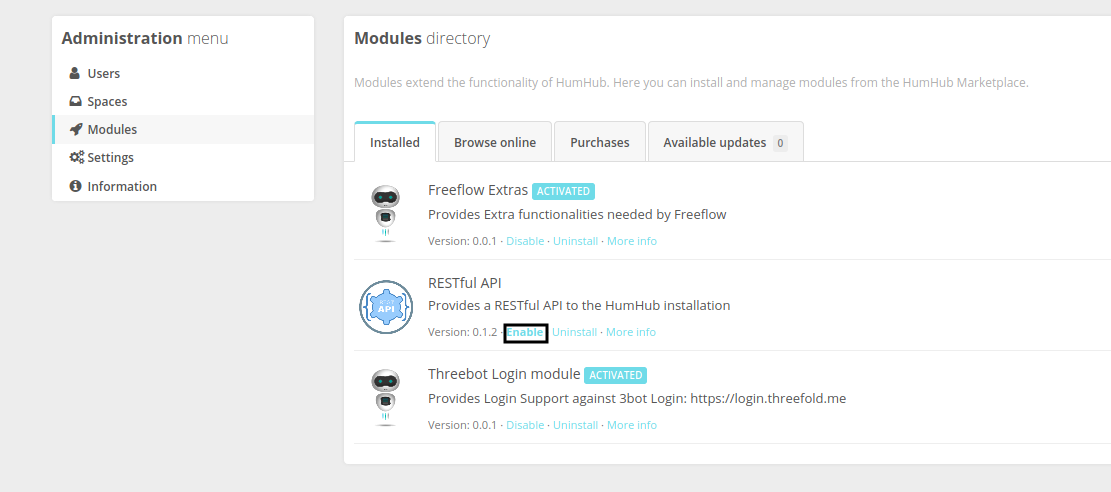 Administration menu
Users
Spaces
Modules
Settings
Information
Modules directory
Modules extend the functionality of HumHub. Here you can install and manage modules from the HumHub Marketplace.
Installed
Browse online
Purchases
Available updates 0
Freeflow Extras ACTIVATED
Provides Extra functionalities needed by Freeflow
Version: 0.0.1 · Disable · Uninstall · More info
API
RESTful API
Provides a RESTful API to the HumHub installation
Version: 0.1.2 · Enable Uninstall · More info
Threebot Login module ACTIVATED
Provides Login Support against 3bot Login: https://login.threefold.me
Version: 0.0.1 · Disable · Uninstall · More info